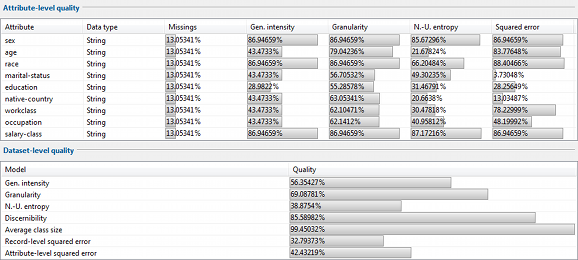 Attribute-level quality
Attribute Data type Missings Gen. intensity Granularity N.-U. entropy Squared error
sex String 13.05341% 86.94659% 86.94659% 85.67296% 86.94659%
age String 13.05341% 43.4733% 79.04236% 21.67824% 83.77648%
race String 13.05341% 86.94659% 86.94659% 66.20484% 88.40466%
marital-status String 13.05341% 43.4733% 56.70532% 49.30235% 3.73048%
education String 13.05341% 28.9822% 55.28578% 31.46791% 28.25649%
native-country String 13.05341% 43.4733% 63.05341% 20.6638% 13.03487%
workclass String 13.05341% 43.4733% 62.10471% 30.47818% 78.22999%
occupation String 13.05341% 43.4733% 62.1412% 40.95812% 48.19992%
salary-class String 13.05341% 86.94659% 86.94659% 87.17216% 86.94659%
Dataset-level quality
Model Quality
Gen. intensity 56.35427%
Granularity 69.08781%
N.-U. entropy 38.8754%
Discernibility 85.58982%
Average class size 99.45032%
Record-level squared error 32.79373%
Attribute-level squared error 42.43219%